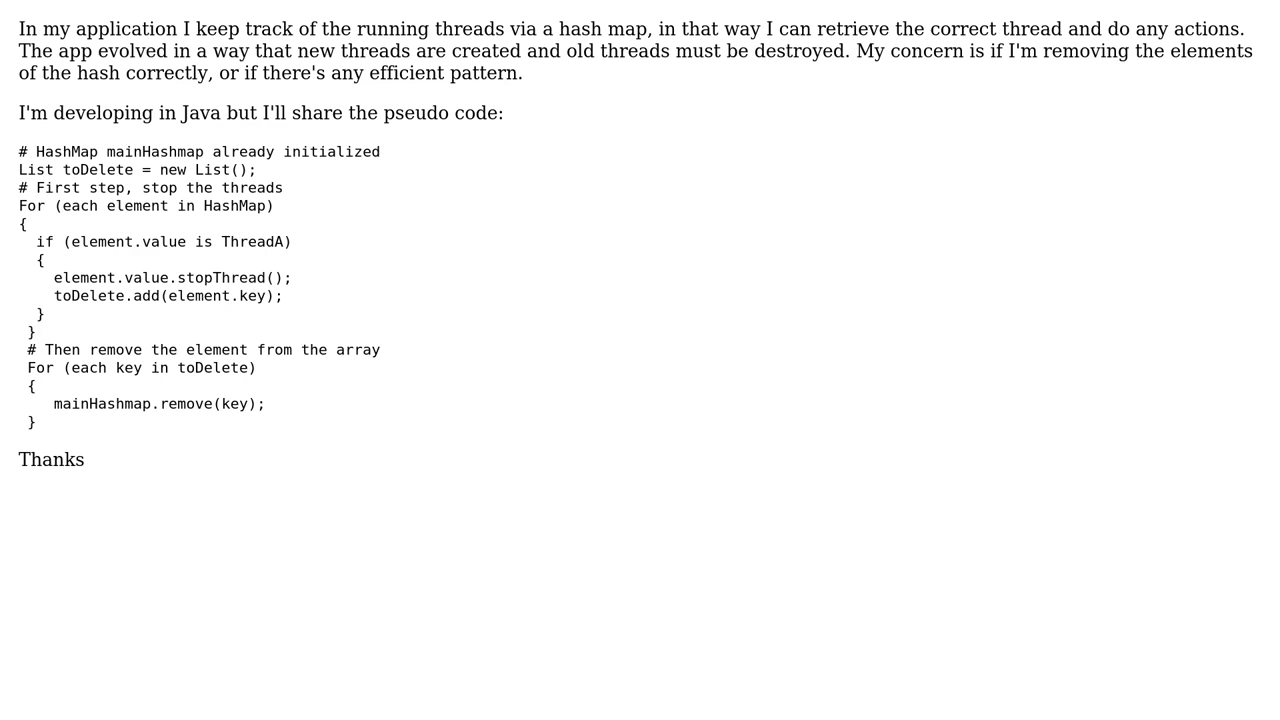 In my application I keep track of the running threads via a hash map, in that way I can retrieve the correct thread and do any actions.
The app evolved in a way that new threads are created and old threads must be destroyed. My concern is if I'm removing the elements
of the hash correctly, or if there's any efficient pattern.
I'm developing in Java but I'll share the pseudo code:
# HashMap mainHashmap already initialized
List toDelete = new List();
# First step, stop the threads
For (each element in HashMap)
{
  if (element.value is ThreadA)
  {
    element.value.stopThread();
    toDelete.add(element.key);
  }
 }
 # Then remove the element from the array
 For (each key in toDelete)
 {
    mainHashmap.remove(key);
 }
Thanks